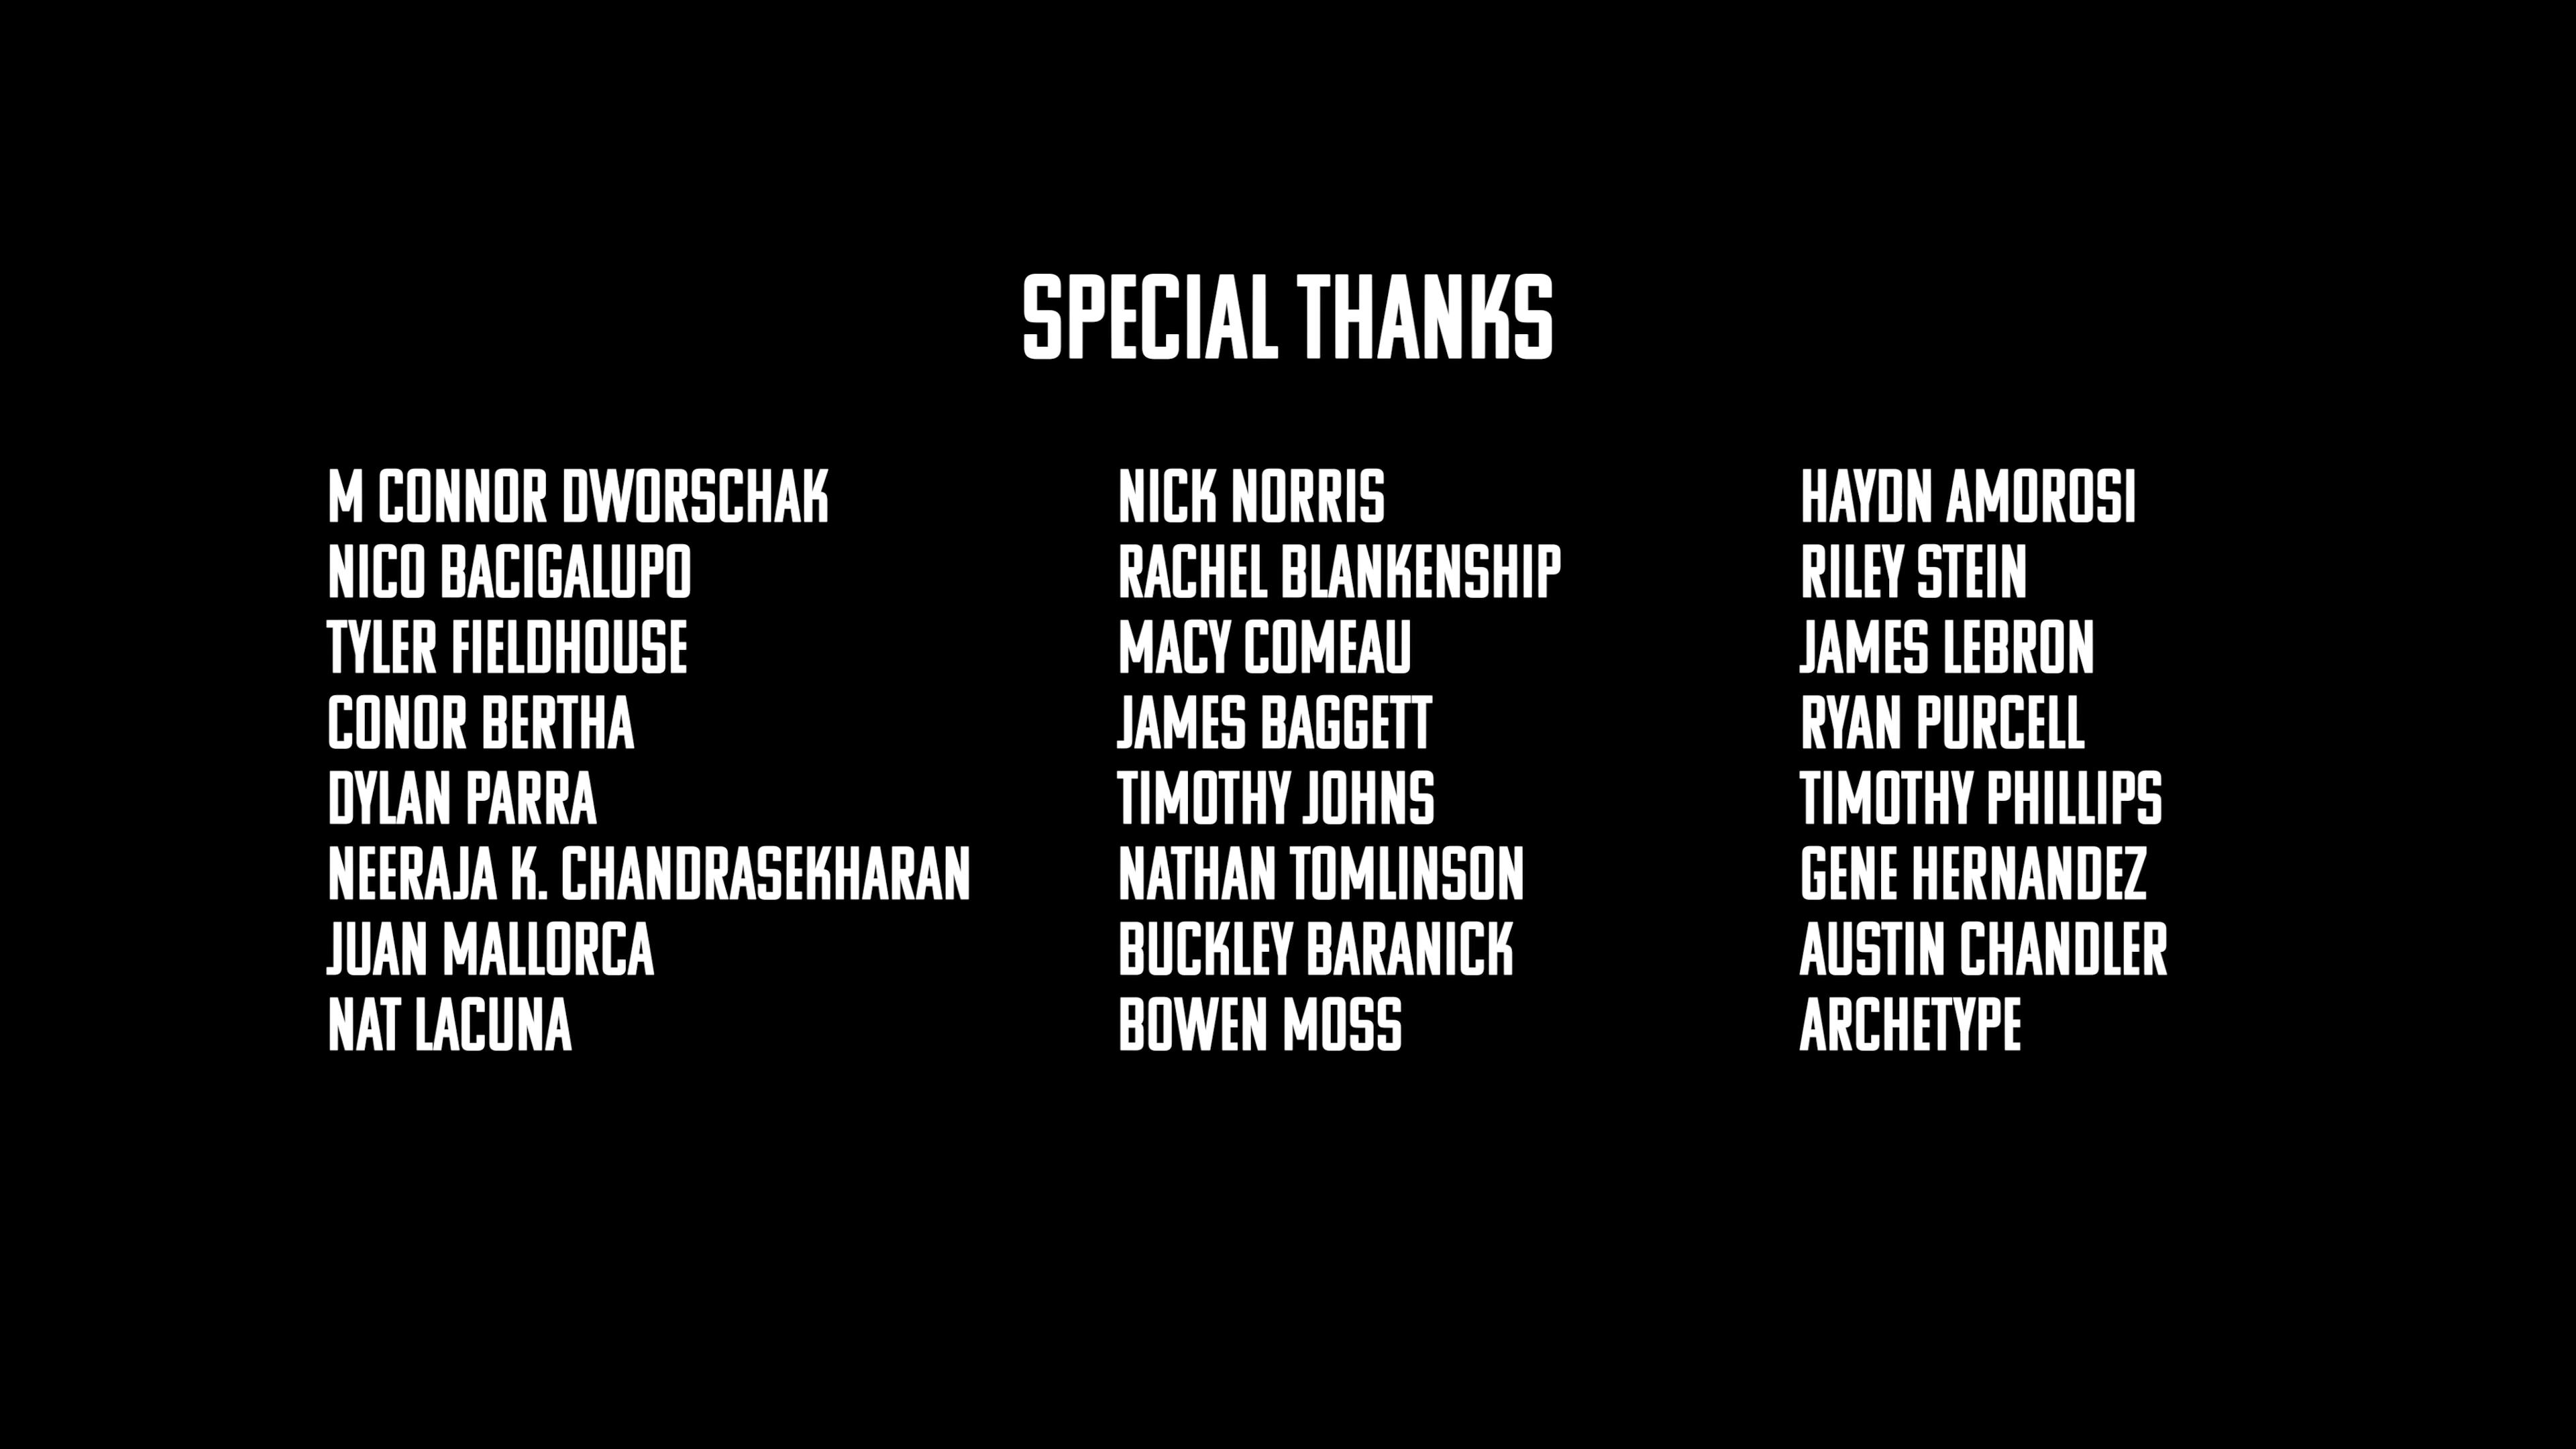 SPECIAL THANKS
M CONNOR DWORSCHAK
NICO BACIGALUPO
TYLER FIELDHOUSE
CONOR BERTHA
DYLAN PARRA
NEERAJA K. CHANDRASEKHARAN
JUAN MALLORCA
NAT LACUNA
NICK NORRIS
RACHEL BLANKENSHIP
MACY COMEAU
JAMES BAGGETT
TIMOTHY JOHNS
NATHAN TOMLINSON
BUCKLEY BARANICK
BOWEN MOSS
HAYDN AMOROSI
RILEY STEIN
JAMES LEBRON
RYAN PURCELL
TIMOTHY PHILLIPS
GENE HERNANDEZ
AUSTIN CHANDLER
ARCHETYPE